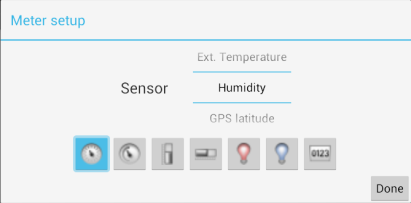 Meter setup
Ext. Temperature
Sensor
Humidity
GPS latitude
0123
Done